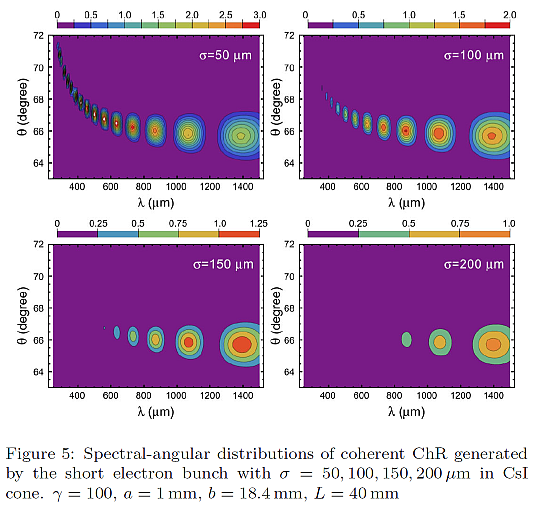 0 0.5 1.0 1.5 2.0 2.5 3.0
0 0.5 1.0 1.5 2.0
72
70
68
66
64
θ (degree)
σ=50 μm
400 600 800 1000 1200 1400
λ (μm)
72
70
68
66
64
θ (degree)
σ=100 μm
400 600 800 1000 1200 1400
λ (μm)
0 0.25 0.5 0.75 1.0 1.25
0 0.25 0.5 0.75 1.0
72
70
68
66
64
θ (degree)
σ=150 μm
400 600 800 1000 1200 1400
λ (μm)
72
70
68
66
64
θ (degree)
σ=200 μm
400 600 800 1000 1200 1400
λ (μm)
Figure 5: Spectral-angular distributions of coherent ChR generated
by the short electron bunch with σ = 50, 100, 150, 200 μm in CsI
cone. γ = 100, a = 1 mm, b = 18.4 mm, L = 40 mm